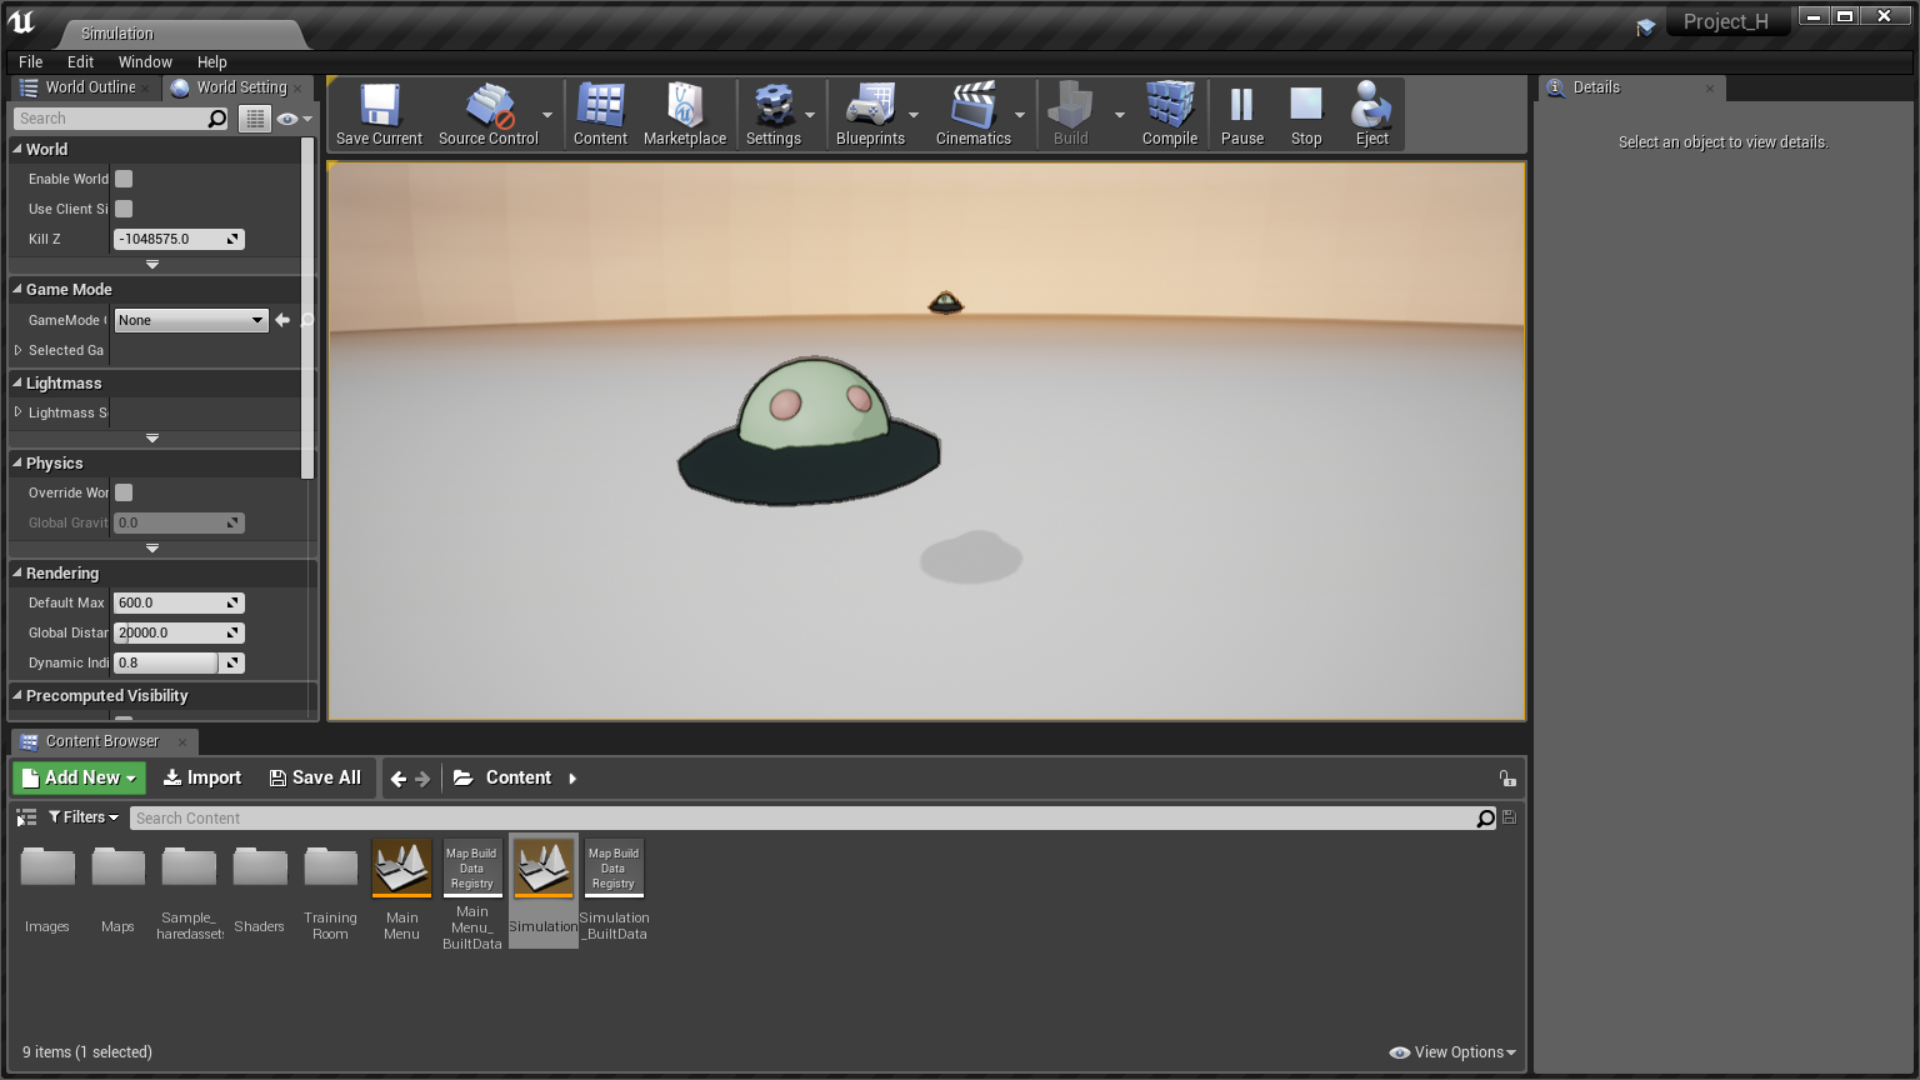 Simulation
Project_H
File Edit Window Help
World Outline
World Setting
Search
World
Enable World
Use Client Si
Kill Z -1048575.0
Game Mode
GameMode None
Selected Ga
Lightmass
Lightmass S
Physics
Override Wor
Global Gravit 0.0
Rendering
Default Max 600.0
Global Distar 20000.0
Dynamic Indi 0.8
Precomputed Visibility
Save Current Source Control Content Marketplace Settings Blueprints Cinematics Build Compile Pause Stop Eject
Details
Select an object to view details.
Content Browser
Add New Import Save All Content
Filters Search Content
Images
Maps
Sample_
haredasset
Shaders
Training
Room
Main
Menu
Map Build
Data
Registry
Main
Menu_
BuiltData
Simulation
Map Build
Data
Registry
Simulation
_BuiltData
9 items (1 selected)
View Options